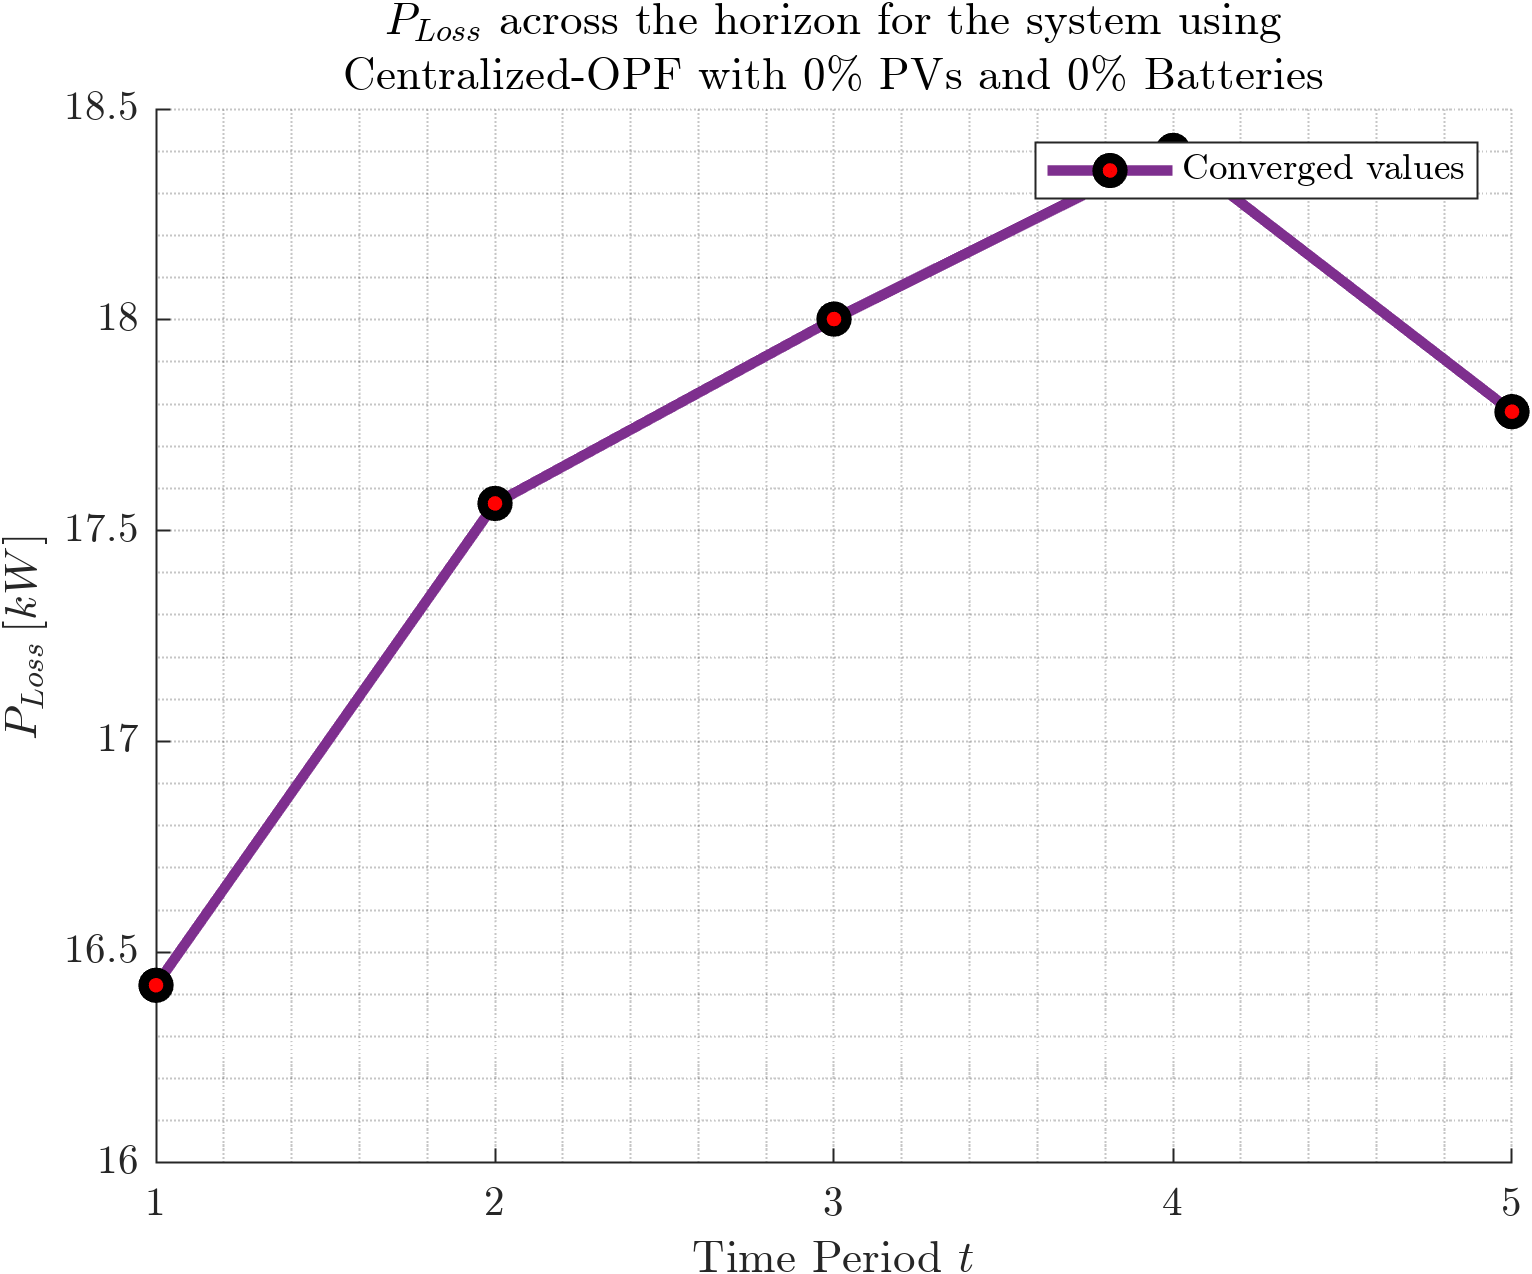 P_Loss across the horizon for the system using
Centralized-OPF with 0% PVs and 0% Batteries
18.5
18
17.5
17
16.5
16
P_Loss [kW]
Converged values
1 2 3 4 5
Time Period t